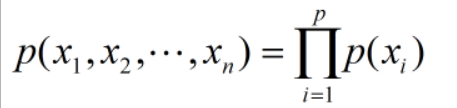 p(x₁,x₂,⋯,xₙ)=∏ᵢ₌₁ᵖ p(xᵢ)